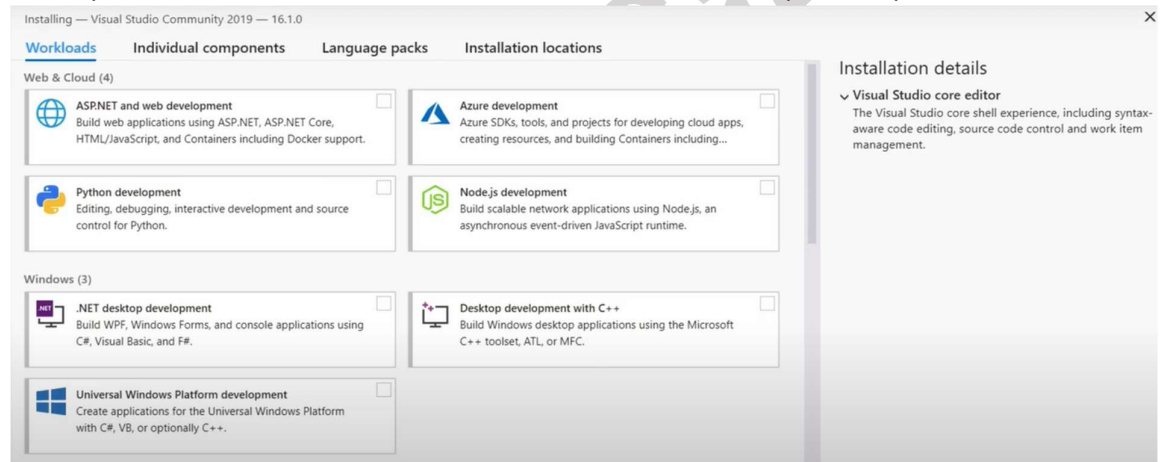 Installing — Visual Studio Community 2019 — 16.1.0
Workloads Individual components Language packs Installation locations
Web & Cloud (4)
ASP.NET and web development
Build web applications using ASP.NET, ASP.NET Core,
HTML/JavaScript, and Containers including Docker support.
Azure development
Azure SDKs, tools, and projects for developing cloud apps,
creating resources, and building Containers including...
Python development
Editing, debugging, interactive development and source
control for Python.
JS
Node.js development
Build scalable network applications using Node.js, an
asynchronous event-driven JavaScript runtime.
Windows (3)
.NET
.NET desktop development
Build WPF, Windows Forms, and console applications using
C#, Visual Basic, and F#.
Desktop development with C++
Build Windows desktop applications using the Microsoft
C++ toolset, ATL, or MFC.
Universal Windows Platform development
Create applications for the Universal Windows Platform
with C#, VB, or optionally C++.
Installation details
Visual Studio core editor
The Visual Studio core shell experience, including syntax-
aware code editing, source code control and work item
management.